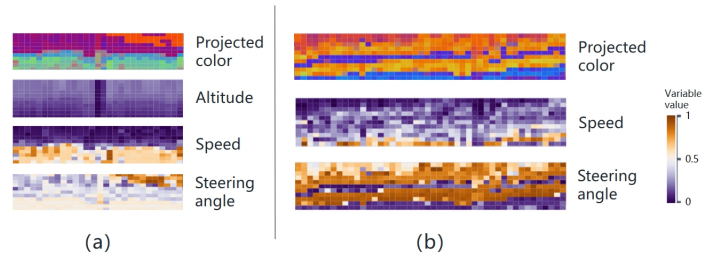 Projected
color
Altitude
Speed
Steering
angle
(a)
Projected
color
Speed
Steering
angle
(b)
Variable
value
1
0.5
0